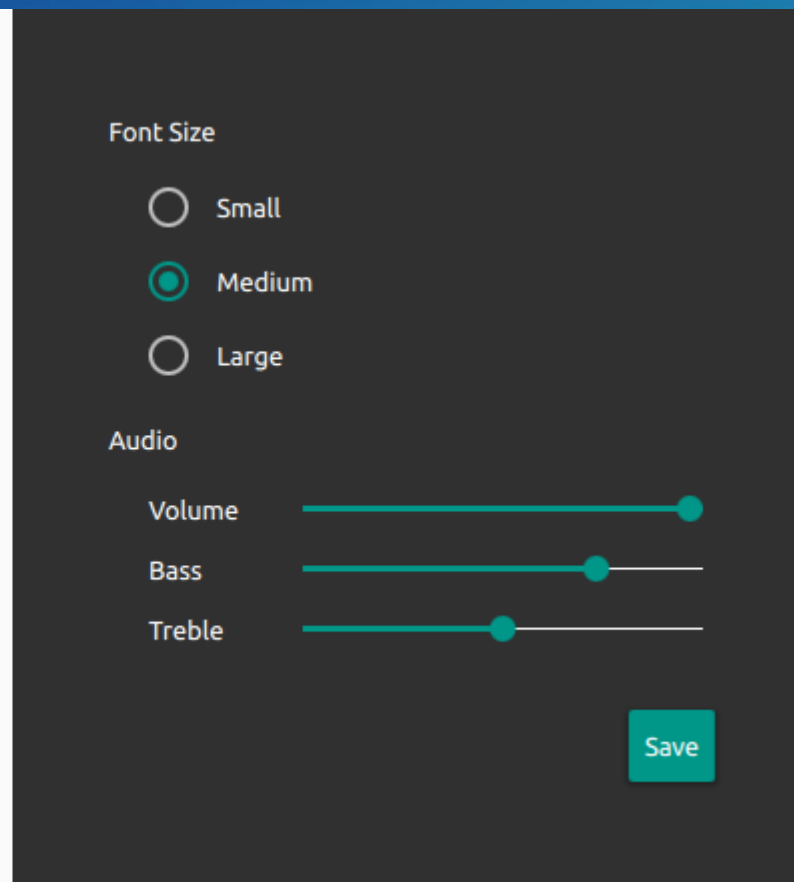 Font Size
Small
Medium
Large
Audio
Volume
Bass
Treble
Save